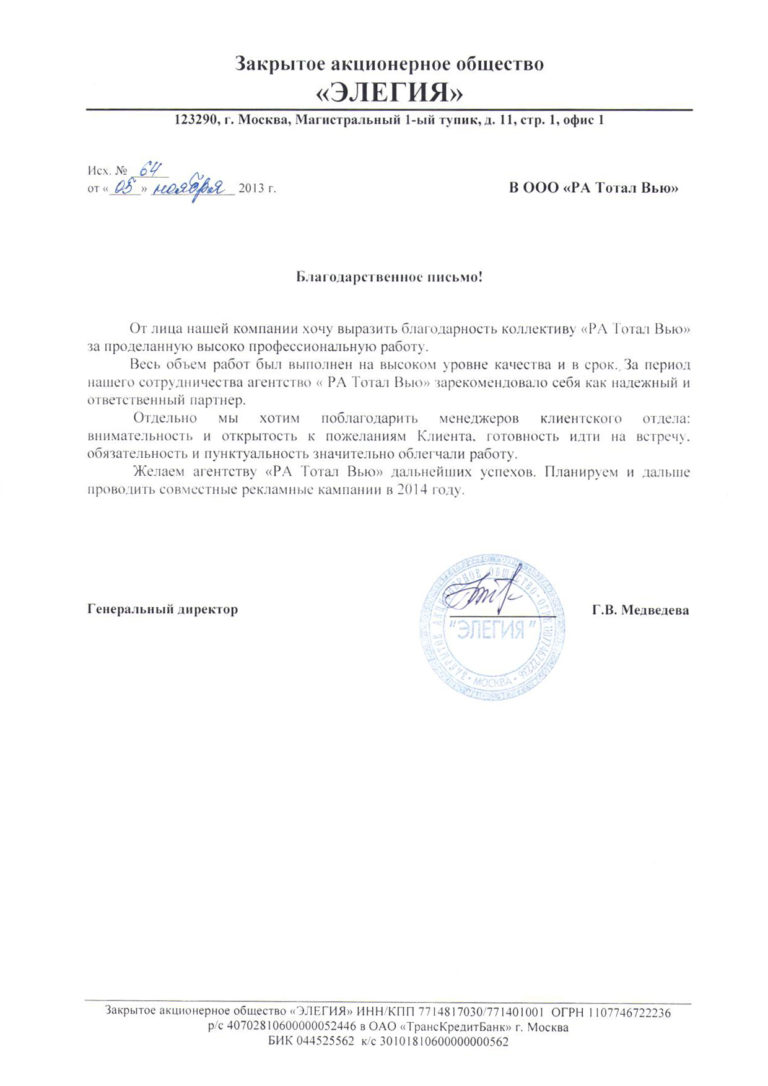 Закрытое акционерное общество
«ЭЛЕГИЯ»
123290, г. Москва, Магистральный 1-ый тупик, д. 11, стр. 1, офис 1
Исх. № 64
от « 05 » ноября 2013 г.
В ООО «РА Тотал Вью»
Благодарственное письмо!
От лица нашей компании хочу выразить благодарность коллективу «РА Тотал Вью»
за проделанную высоко профессиональную работу.
Весь объем работ был выполнен на высоком уровне качества и в срок. За период
нашего сотрудничества агентство « РА Тотал Вью» зарекомендовало себя как надежный и
ответственный партнер.
Отдельно мы хотим поблагодарить менеджеров клиентского отдела:
внимательность и открытость к пожеланиям Клиента, готовность идти на встречу,
обязательность и пунктуальность значительно облегчали работу.
Желаем агентству «РА Тотал Вью» дальнейших успехов. Планируем и дальше
проводить совместные рекламные кампании в 2014 году.
Генеральный директор
Г.В. Медведева
ЗАКРЫТОЕ АКЦИОНЕРНОЕ ОБЩЕСТВО
"ЭЛЕГИЯ"
МОСКВА
Закрытое акционерное общество «ЭЛЕГИЯ» ИНН/КПП 7714817030/771401001 ОГРН 1107746722236
р/с 40702810600000052446 в ОАО «ТрансКредитБанк» г. Москва
БИК 044525562 к/с 30101810600000000562